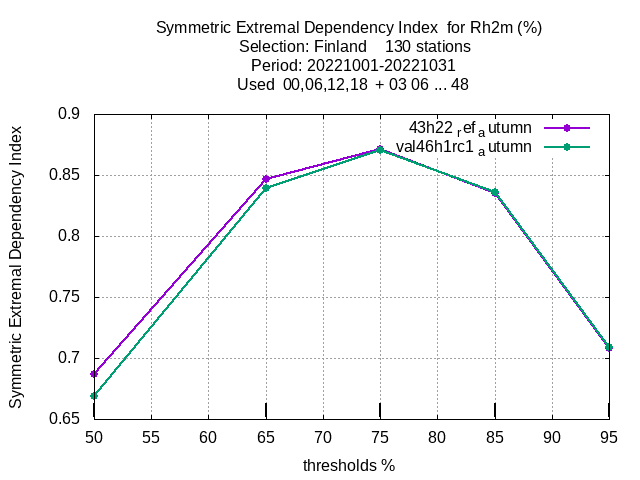 Symmetric Extremal Dependency Index  for Rh2m (%)
Selection: Finland    130 stations
Period: 20221001-20221031
Used  00,06,12,18  + 03 06 ... 48
43h22 ref autumn
val46h1rc1 autumn
Symmetric Extremal Dependency Index
0.9
0.85
0.8
0.75
0.7
0.65
50 55 60 65 70 75 80 85 90 95
thresholds %